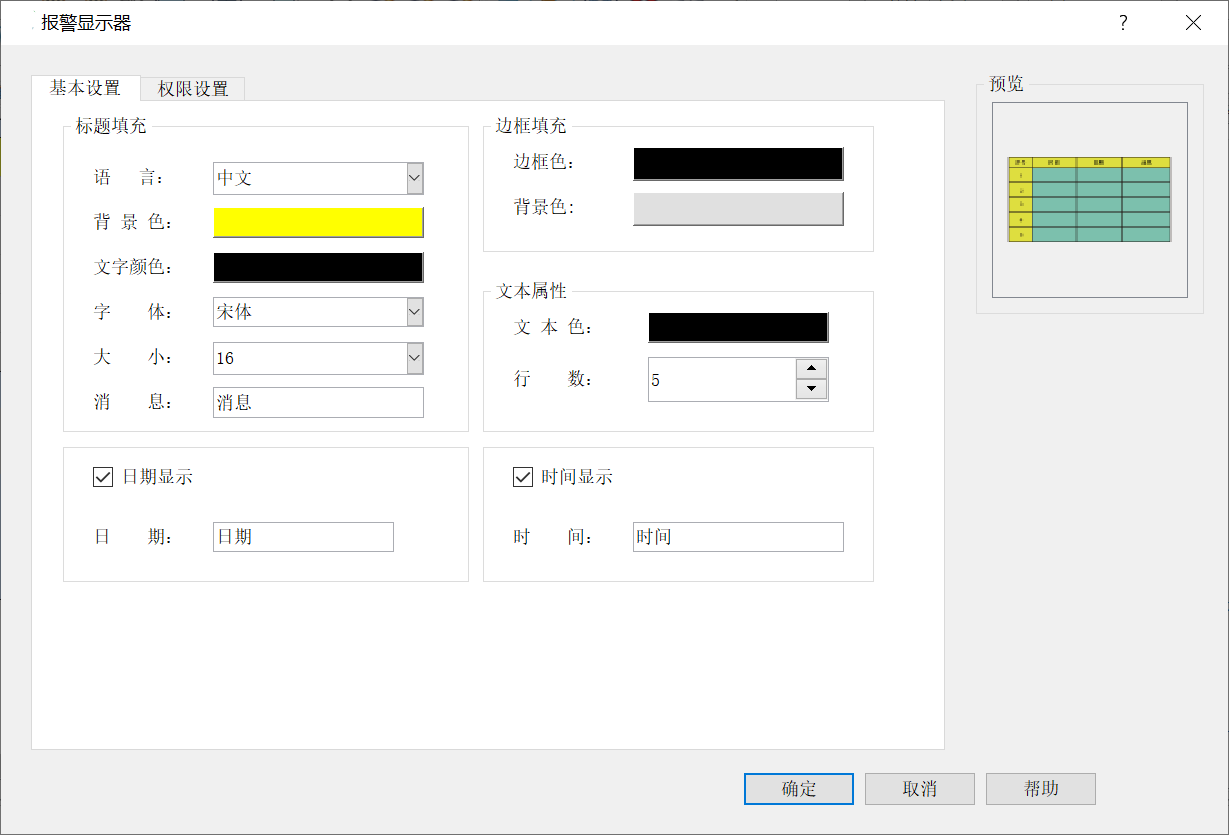 报警显示器
基本设置 权限设置
预览
标题填充
语 言: 中文
背 景 色:
文字颜色:
字 体: 宋体
大 小: 16
消 息: 消息
边框填充
边框色:
背景色:
文本属性
文 本 色:
行 数: 5
日期显示
日 期: 日期
时间显示
时 间: 时间
确定 取消 帮助